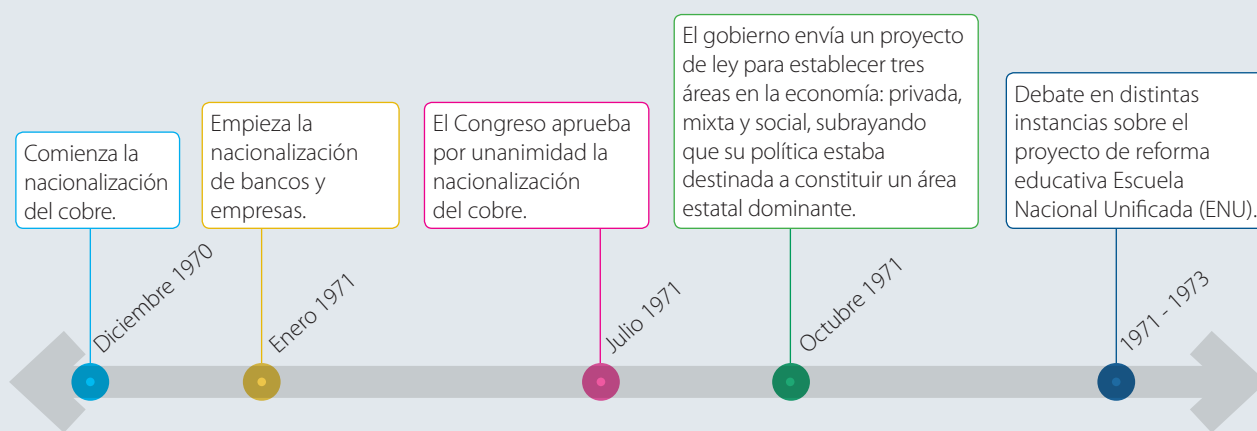 Comienza la
nacionalización
del cobre.
Diciembre 1970
Empieza la
nacionalización
de bancos y
empresas.
Enero 1971
El Congreso aprueba
por unanimidad la
nacionalización
del cobre.
Julio 1971
El gobierno envía un proyecto
de ley para establecer tres
áreas en la economía: privada,
mixta y social, subrayando
que su política estaba
destinada a constituir un área
estatal dominante.
Octubre 1971
Debate en distintas
instancias sobre el
proyecto de reforma
educativa Escuela
Nacional Unificada (ENU).
1971 - 1973